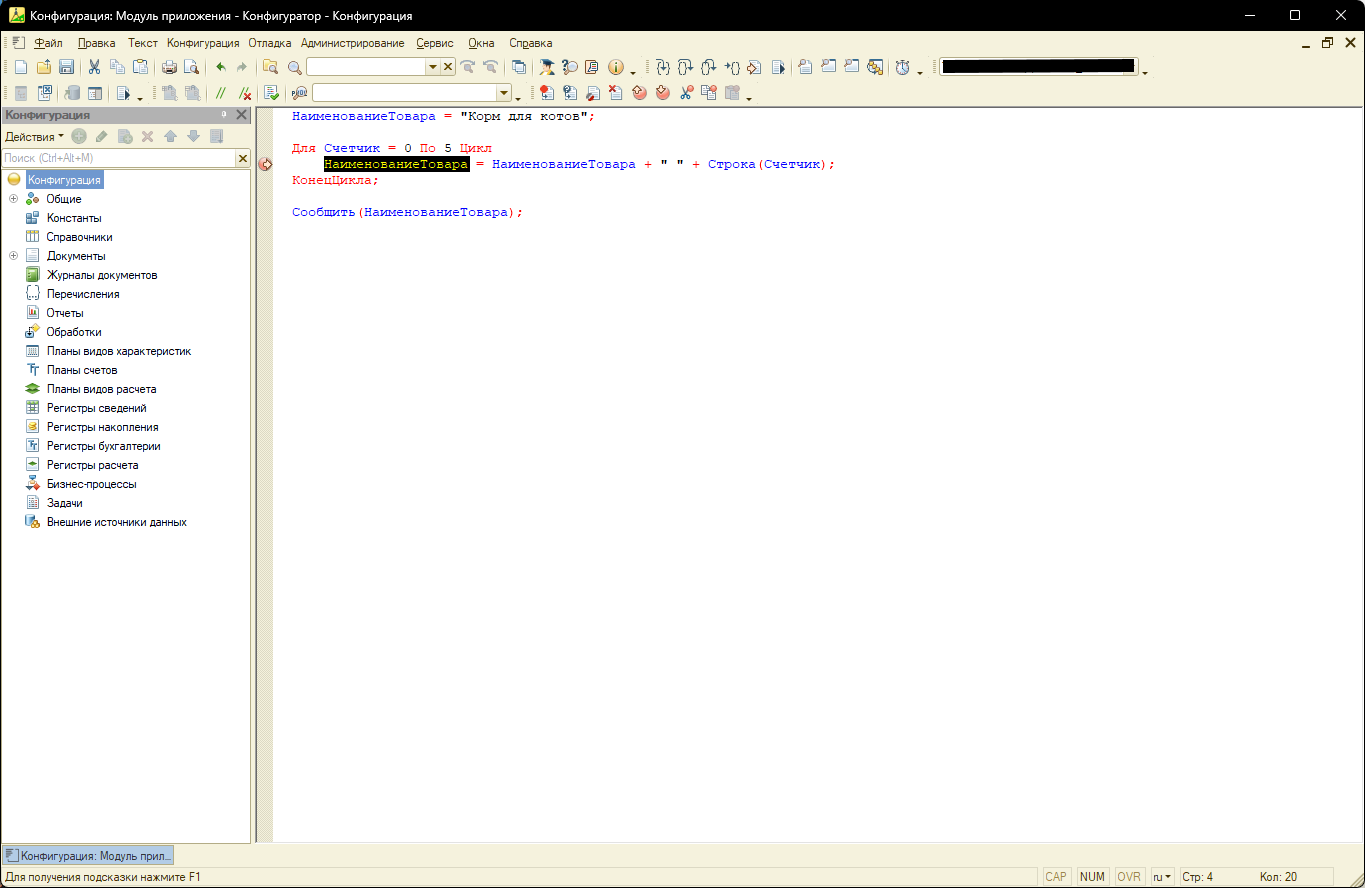 Конфигурация: Модуль приложения - Конфигуратор - Конфигурация
Файл Правка Текст Конфигурация Отладка Администрирование Сервис Окна Справка
Конфигурация
Действия
Поиск (Ctrl+Alt+M)
Конфигурация
Общие
Константы
Справочники
Документы
Журналы документов
Перечисления
Отчеты
Обработки
Планы видов характеристик
Планы счетов
Планы видов расчета
Регистры сведений
Регистры накопления
Регистры бухгалтерии
Регистры расчета
Бизнес-процессы
Задачи
Внешние источники данных
НаименованиеТовара = "Корм для котов";
Для Счетчик = 0 По 5 Цикл
НаименованиеТовара = НаименованиеТовара + " " + Строка(Счетчик);
КонецЦикла;
Сообщить(НаименованиеТовара);
Конфигурация: Модуль прил...
Для получения подсказки нажмите F1 CAP NUM OVR ru Стр: 4 Кол: 20